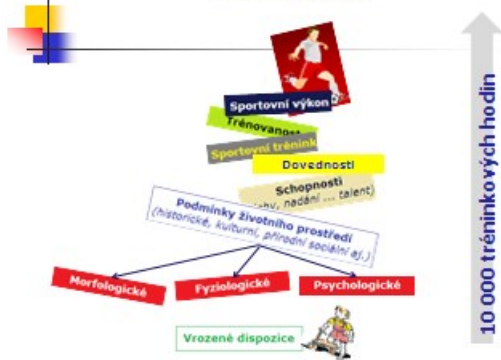 Sportovní výkon
Trénovanost
Sportovní trénink
Dovednosti
Schopnosti
nadání ... talent)
Podmínky životního prostředí
(historické, kulturní, přírodní sociální aj.)
Morfologické
Fyziologické
Psychologické
Vrozené dispozice
10 000 tréninkových hodin